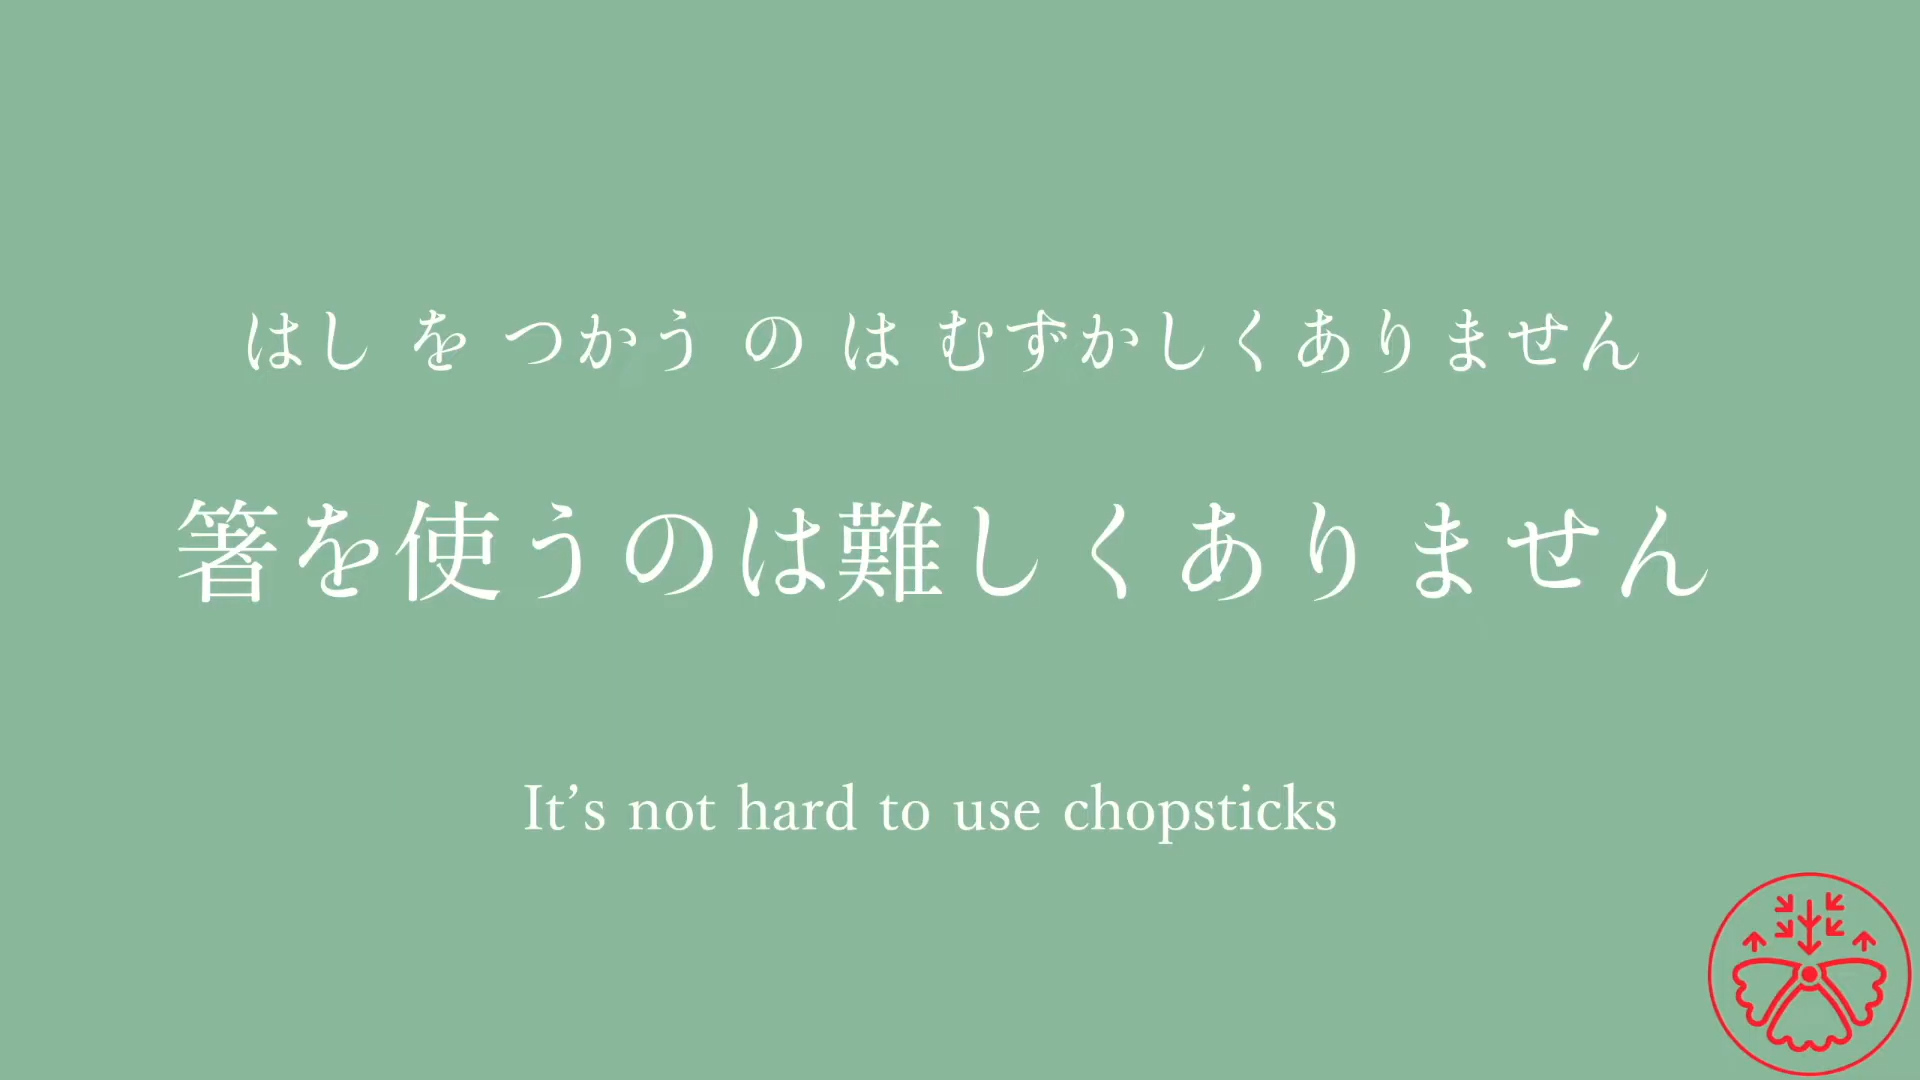 はし を つかう の は むずかしくありません
箸を使うのは難しくありません
It’s not hard to use chopsticks